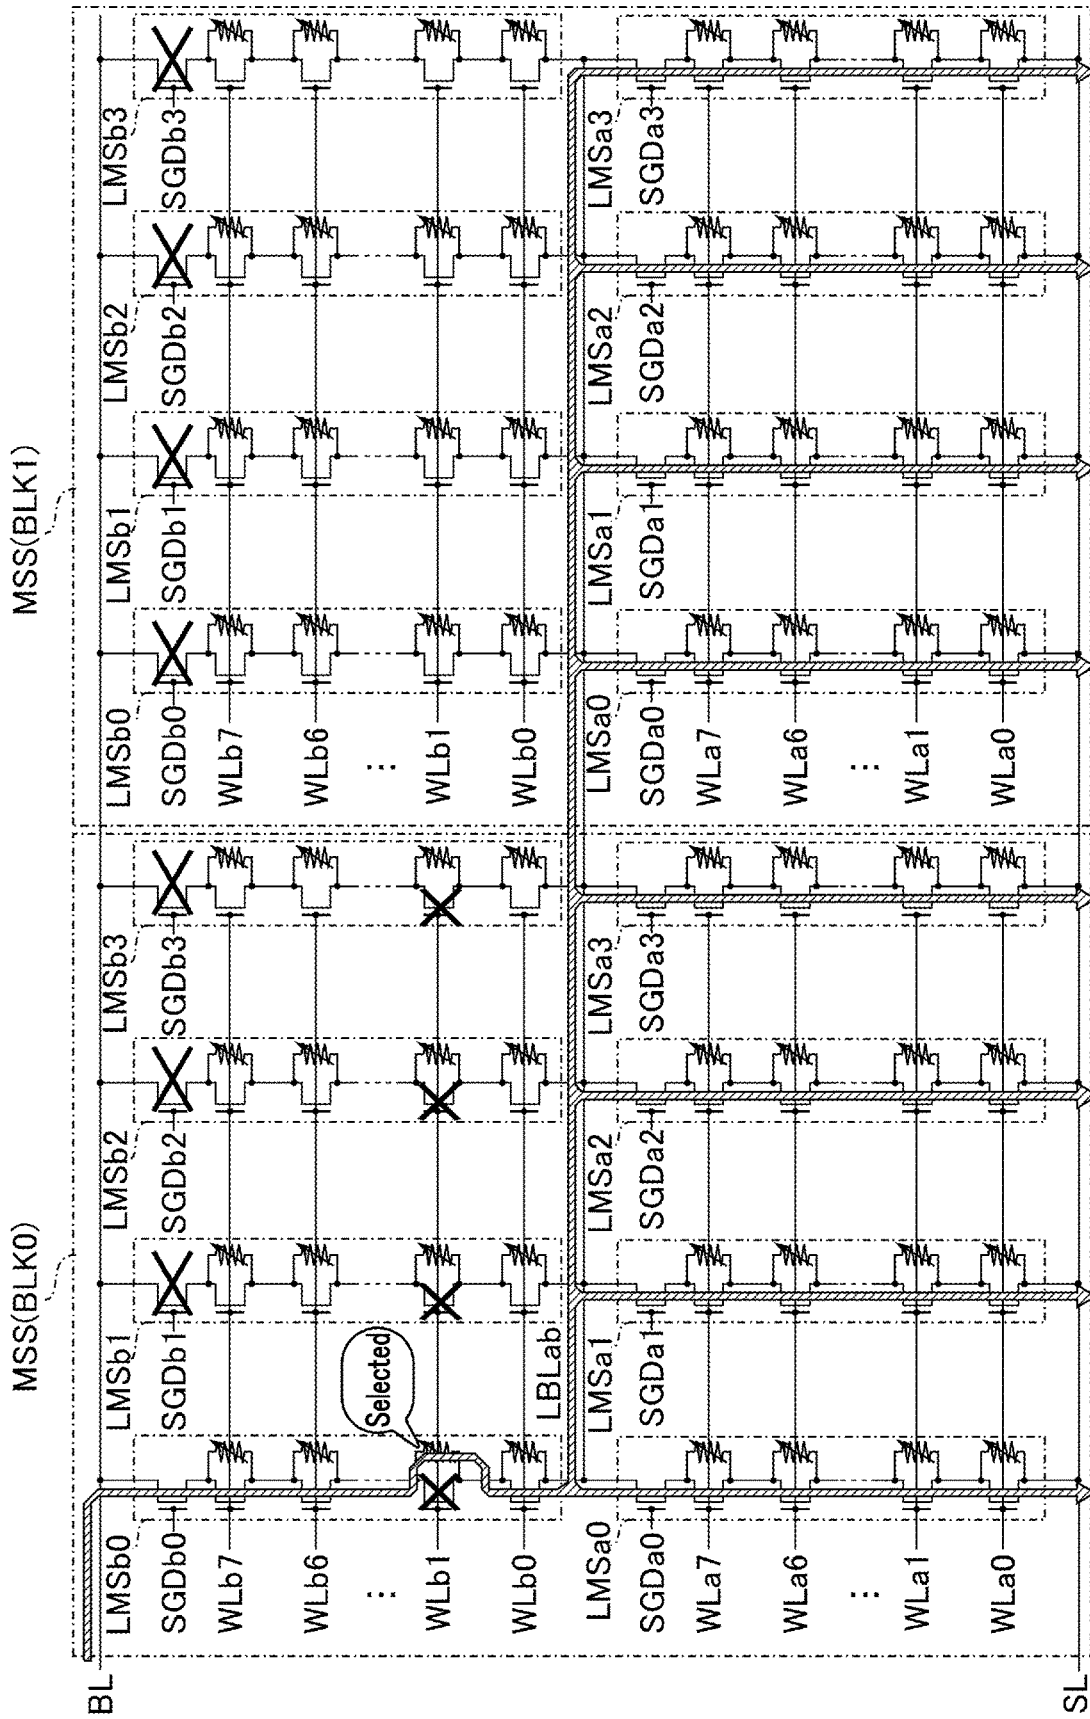 MSS(BLK0) MSS(BLK1)
BL
LMSb0 LMSb1 LMSb2 LMSb3 LMSb0 LMSb1 LMSb2 LMSb3
SGDb0 SGDb1 SGDb2 SGDb3 SGDb0 SGDb1 SGDb2 SGDb3
WLb7 WLb7
WLb6 WLb6
... Selected ...
WLb1 WLb1
WLb0 WLb0
LBLab
LMSa0 LMSa1 LMSa2 LMSa3 LMSa0 LMSa1 LMSa2 LMSa3
SGDa0 SGDa1 SGDa2 SGDa3 SGDa0 SGDa1 SGDa2 SGDa3
WLa7 WLa7
WLa6 WLa6
... ...
WLa1 WLa1
WLa0 WLa0
SL